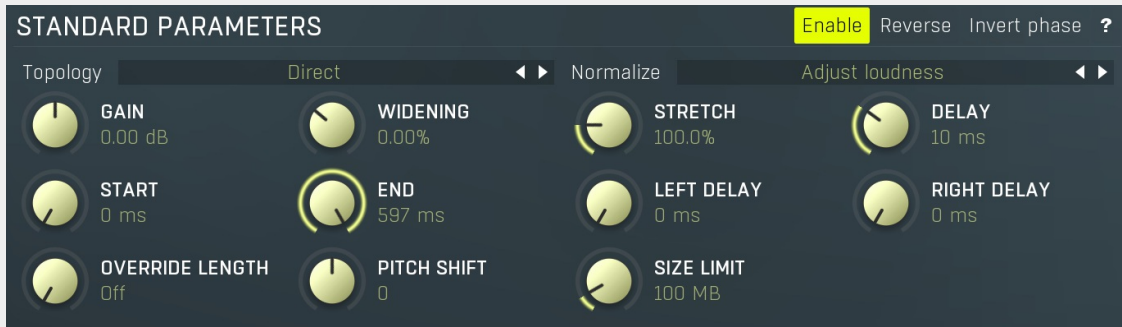 STANDARD PARAMETERS Enable Reverse Invert phase ?
Topology Direct Normalize Adjust loudness
GAIN WIDENING STRETCH DELAY
0.00 dB 0.00% 100.0% 10 ms
START END LEFT DELAY RIGHT DELAY
0 ms 597 ms 0 ms 0 ms
OVERRIDE LENGTH PITCH SHIFT SIZE LIMIT
Off 0 100 MB